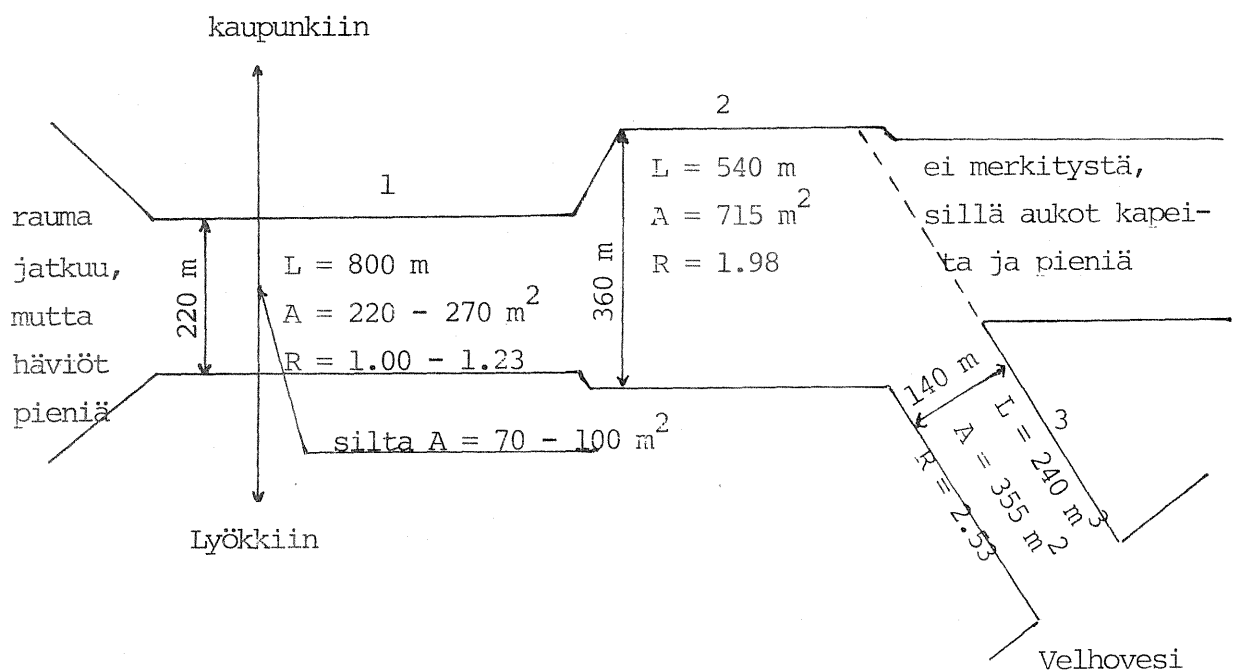 kaupunkiin
rauma
jatkuu,
mutta
häviöt
pieniä
220 m
1
L = 800 m
A = 220 - 270 m²
R = 1.00 - 1.23
silta A = 70 - 100 m²
Lyökkiin
360 m
2
L = 540 m
A = 715 m²
R = 1.98
ei merkitystä,
sillä aukot kapei-
ta ja pieniä
140 m
3
L = 240 m³
A = 355 m²
R = 2.53
Velhovesi